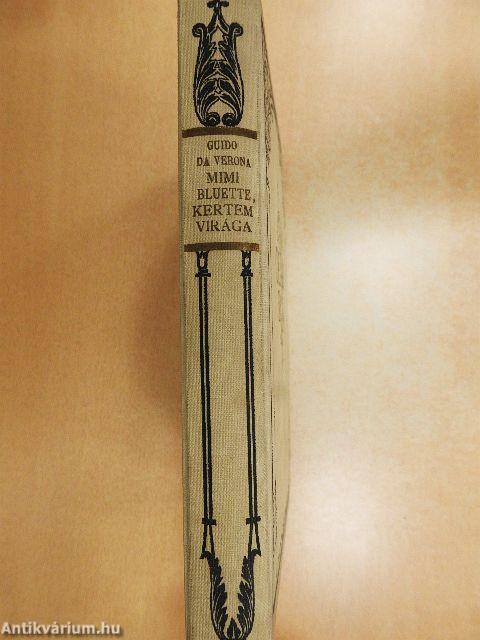 GUIDO
DA VERONA
MIMI
BLUETTE,
KERTEM
VIRÁGA
Antikvárium.hu